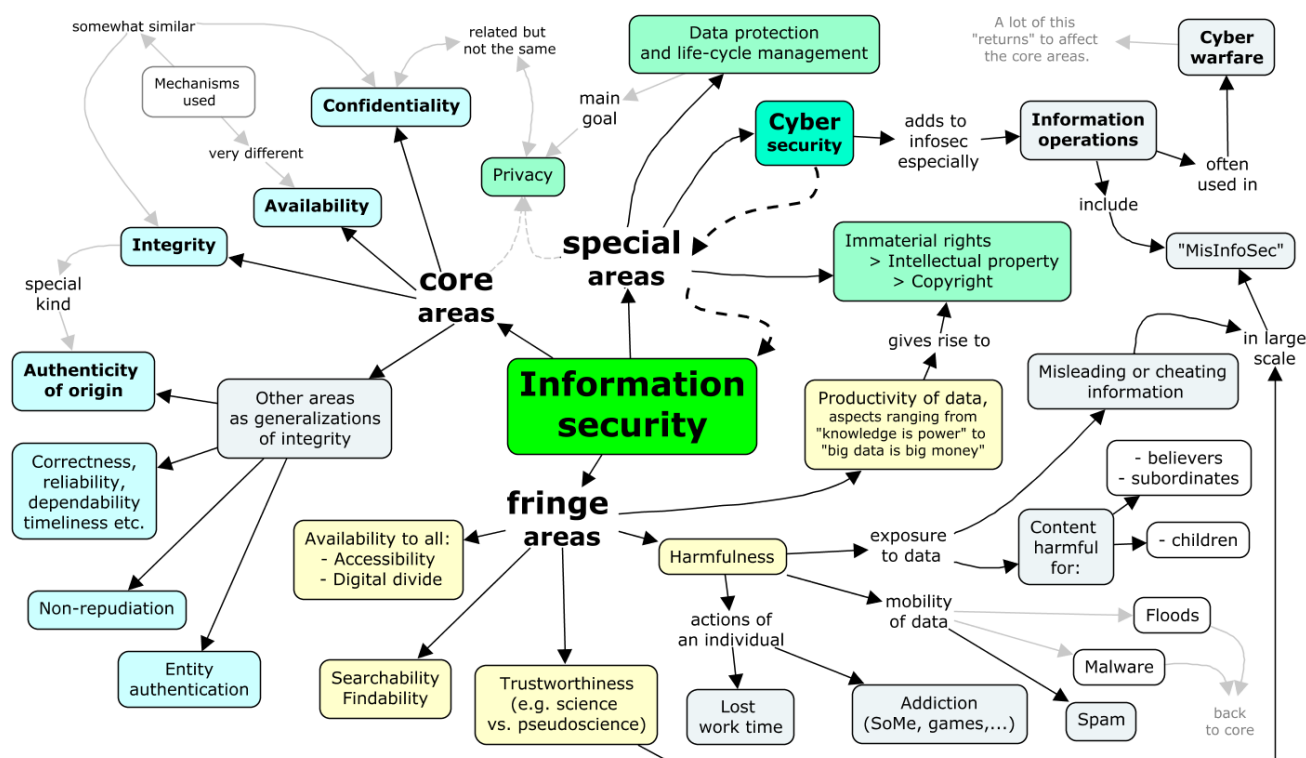 somewhat similar
Mechanisms
used
very different
related but
not the same
Confidentiality
Availability
Integrity
special
kind
Authenticity
of origin
Privacy
main
goal
Data protection
and life-cycle management
Cyber
security
adds to
infosec
especially
Information
operations
A lot of this
"returns" to affect
the core areas.
Cyber
warfare
often
used in
include
"MisInfoSec"
in large
scale
core
areas
special
areas
Immaterial rights
> Intellectual property
> Copyright
gives rise to
Information
security
Productivity of data,
aspects ranging from
"knowledge is power" to
"big data is big money"
Misleading or cheating
information
Other areas
as generalizations
of integrity
Correctness,
reliability,
dependability
timeliness etc.
Non-repudiation
Entity
authentication
fringe
areas
Availability to all:
- Accessibility
- Digital divide
Searchability
Findability
Trustworthiness
(e.g. science
vs. pseudoscience)
Harmfulness
exposure
to data
Content
harmful
for:
- believers
- subordinates
- children
actions of
an individual
mobility
of data
Floods
Malware
Spam
back
to core
Lost
work time
Addiction
(SoMe, games,...)